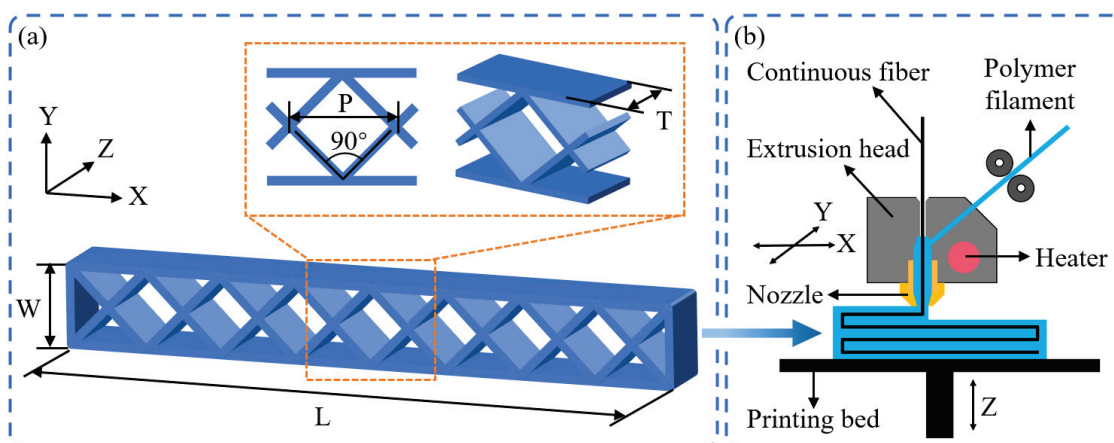 (a)
P
90°
T
Y
Z
X
W
L
(b)
Continuous fiber
Polymer
filament
Extrusion head
Y
X
Heater
Nozzle
Z
Printing bed